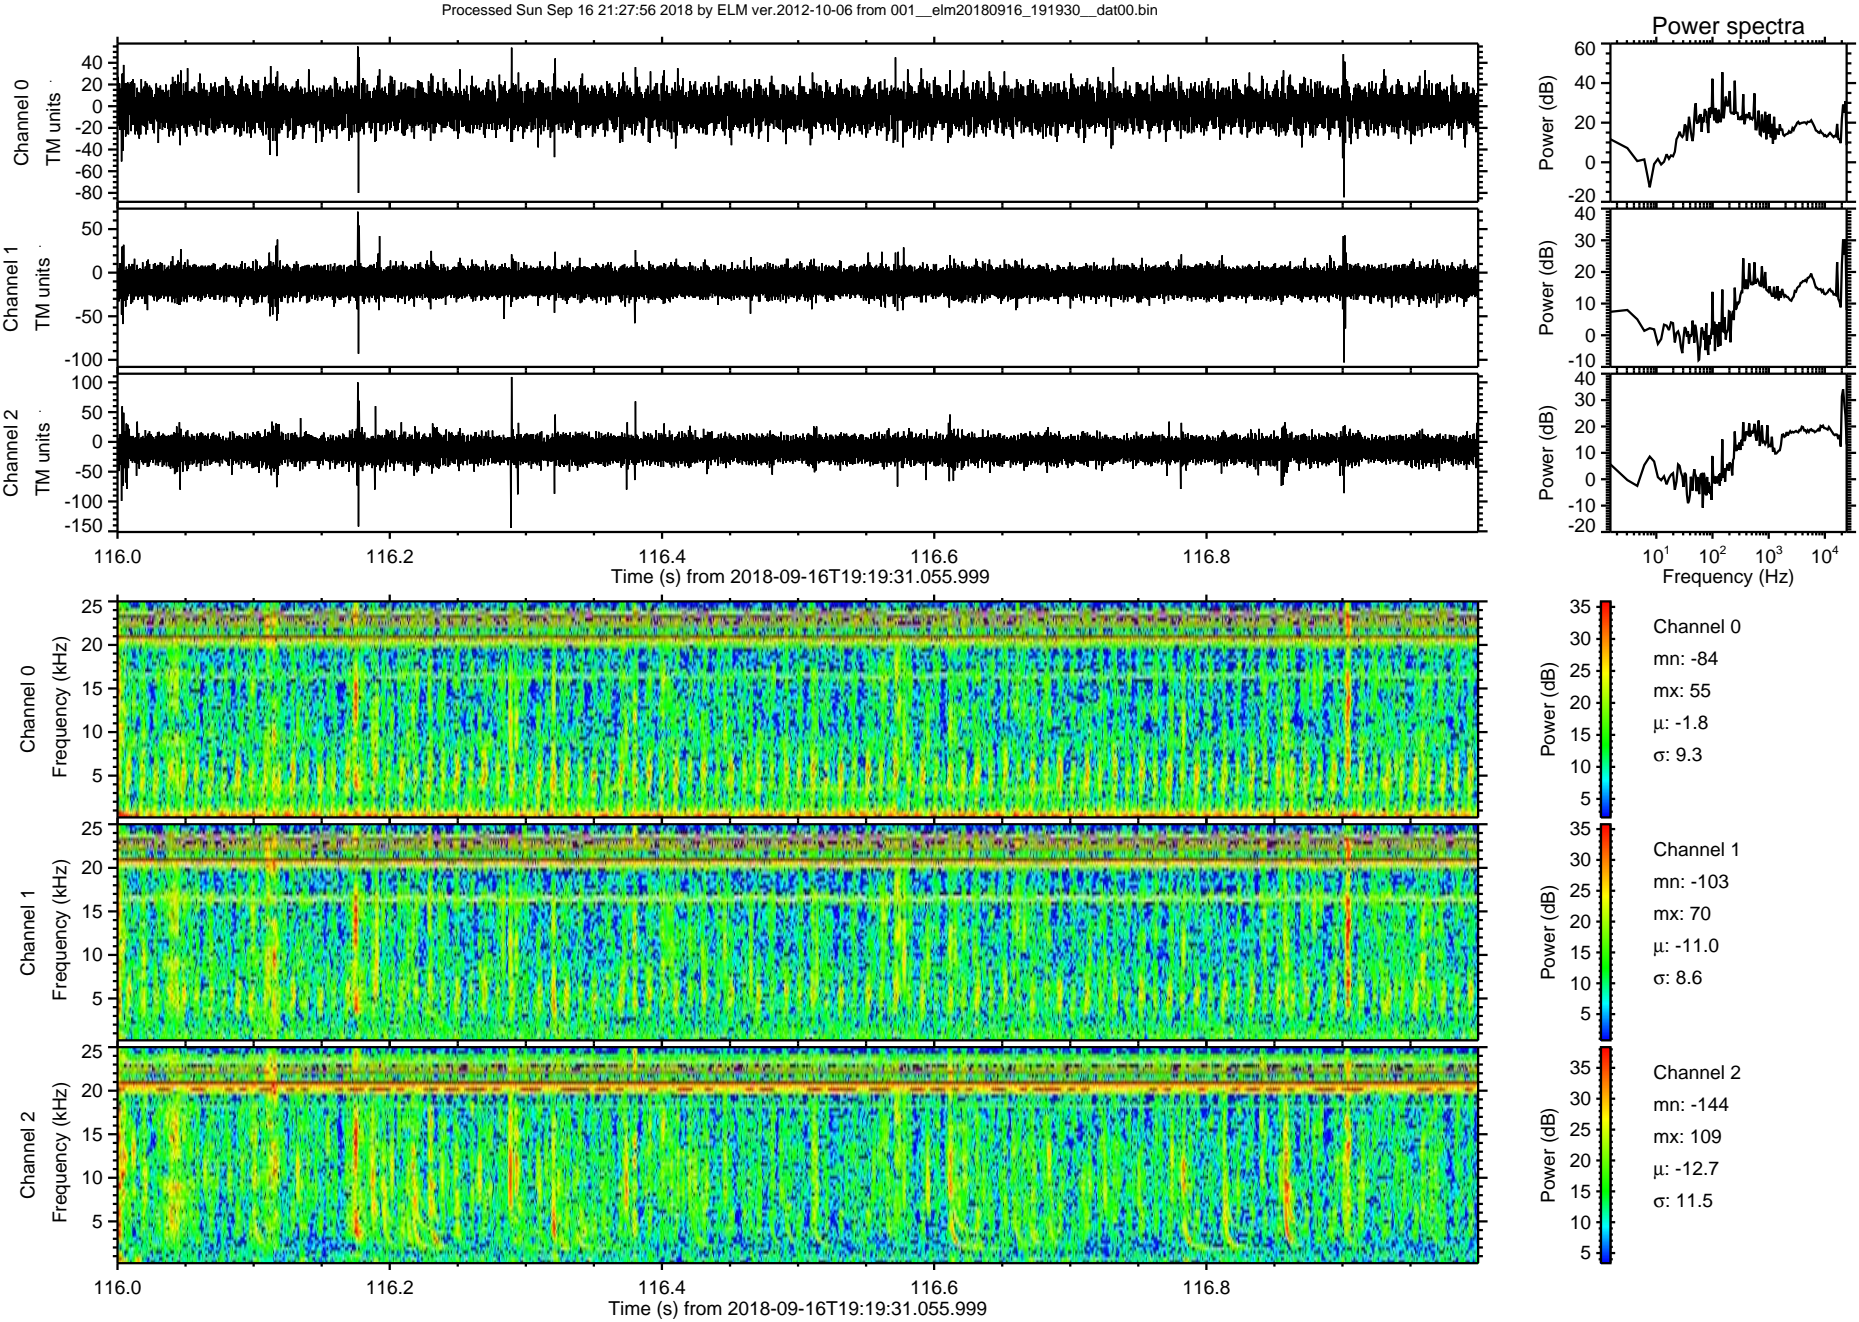 Processed Sun Sep 16 21:27:56 2018 by ELM ver.2012-10-06 from 001__elm20180916_191930__dat00.bin
Power spectra
Channel 0
TM units
40
20
0
-20
-40
-60
-80
Power (dB)
60
40
20
0
-20
Channel 1
TM units
50
0
-50
-100
Power (dB)
40
30
20
10
0
-10
Channel 2
TM units
100
50
0
-50
-100
-150
Power (dB)
40
30
20
10
0
-10
-20
116.0 116.2 116.4 116.6 116.8
Time (s) from 2018-09-16T19:19:31.055.999
10¹ 10² 10³ 10⁴
Frequency (Hz)
Channel 0
Frequency (kHz)
25
20
15
10
5
Power (dB)
35
30
25
20
15
10
5
Channel 0
mn: -84
mx: 55
μ: -1.8
σ: 9.3
Channel 1
Frequency (kHz)
25
20
15
10
5
Power (dB)
35
30
25
20
15
10
5
Channel 1
mn: -103
mx: 70
μ: -11.0
σ: 8.6
Channel 2
Frequency (kHz)
25
20
15
10
5
Power (dB)
35
30
25
20
15
10
5
Channel 2
mn: -144
mx: 109
μ: -12.7
σ: 11.5
116.0 116.2 116.4 116.6 116.8
Time (s) from 2018-09-16T19:19:31.055.999